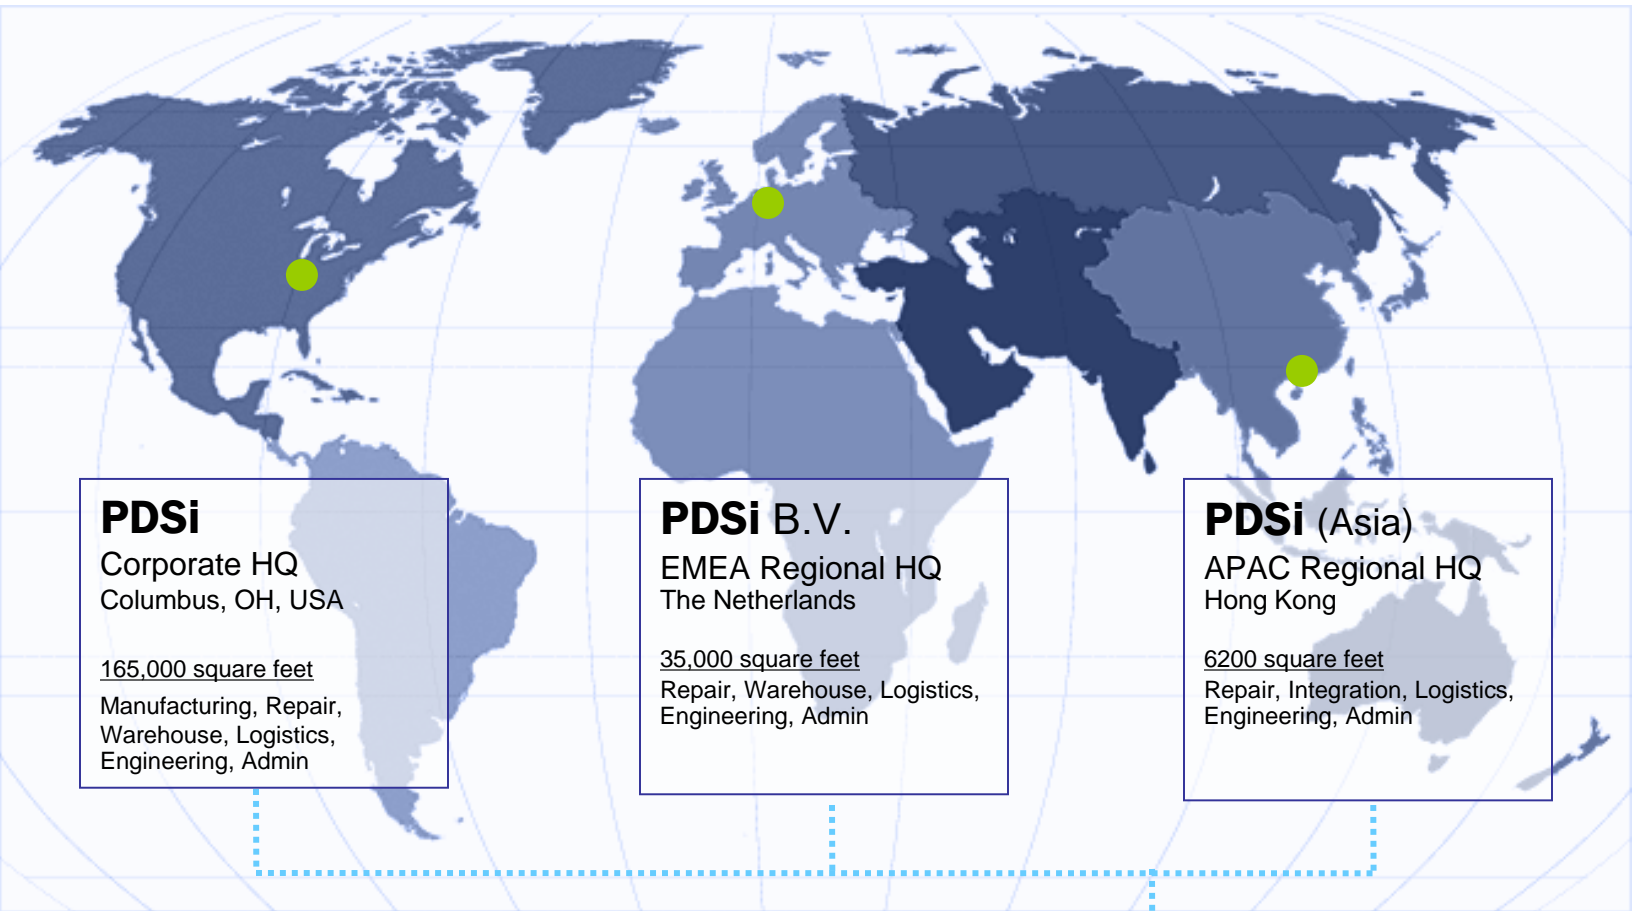 PDSi
Corporate HQ
Columbus, OH, USA
165,000 square feet
Manufacturing, Repair,
Warehouse, Logistics,
Engineering, Admin
PDSi B.V.
EMEA Regional HQ
The Netherlands
35,000 square feet
Repair, Warehouse, Logistics,
Engineering, Admin
PDSi (Asia)
APAC Regional HQ
Hong Kong
6200 square feet
Repair, Integration, Logistics,
Engineering, Admin